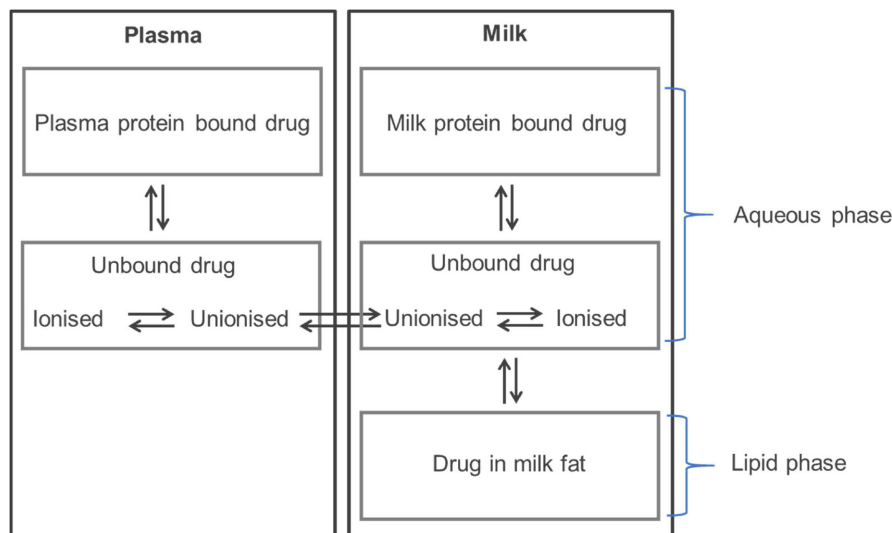 Plasma
Milk
Plasma protein bound drug
Milk protein bound drug
Aqueous phase
Unbound drug
Unbound drug
Ionised
Unionised
Unionised
Ionised
Drug in milk fat
Lipid phase